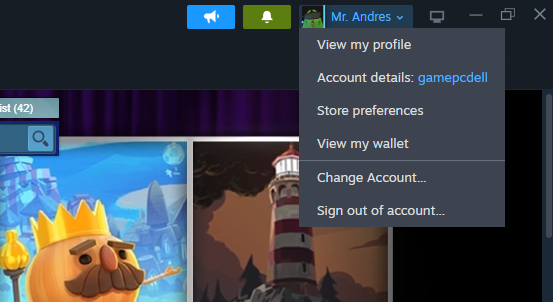 Mr. Andres
View my profile
Account details: gamepcdell
ist (42)
Store preferences
View my wallet
Change Account...
Sign out of account...